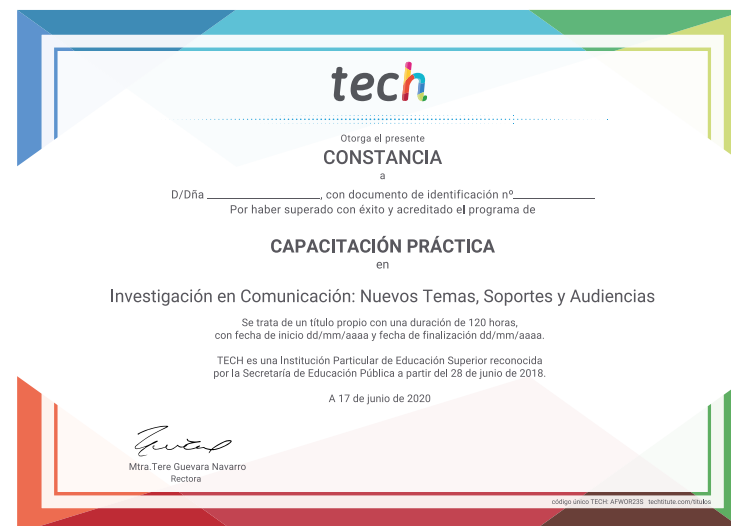 tech
Otorga el presente
CONSTANCIA
a
D/Dña ____________________, con documento de identificación nº______________
Por haber superado con éxito y acreditado el programa de
CAPACITACIÓN PRÁCTICA
en
Investigación en Comunicación: Nuevos Temas, Soportes y Audiencias
Se trata de un título propio con una duración de 120 horas,
con fecha de inicio dd/mm/aaaa y fecha de finalización dd/mm/aaaa.
TECH es una Institución Particular de Educación Superior reconocida
por la Secretaría de Educación Pública a partir del 28 de junio de 2018.
A 17 de junio de 2020
Mtra.Tere Guevara Navarro
Rectora
código único TECH: AFWOR23S techtitute.com/titulos